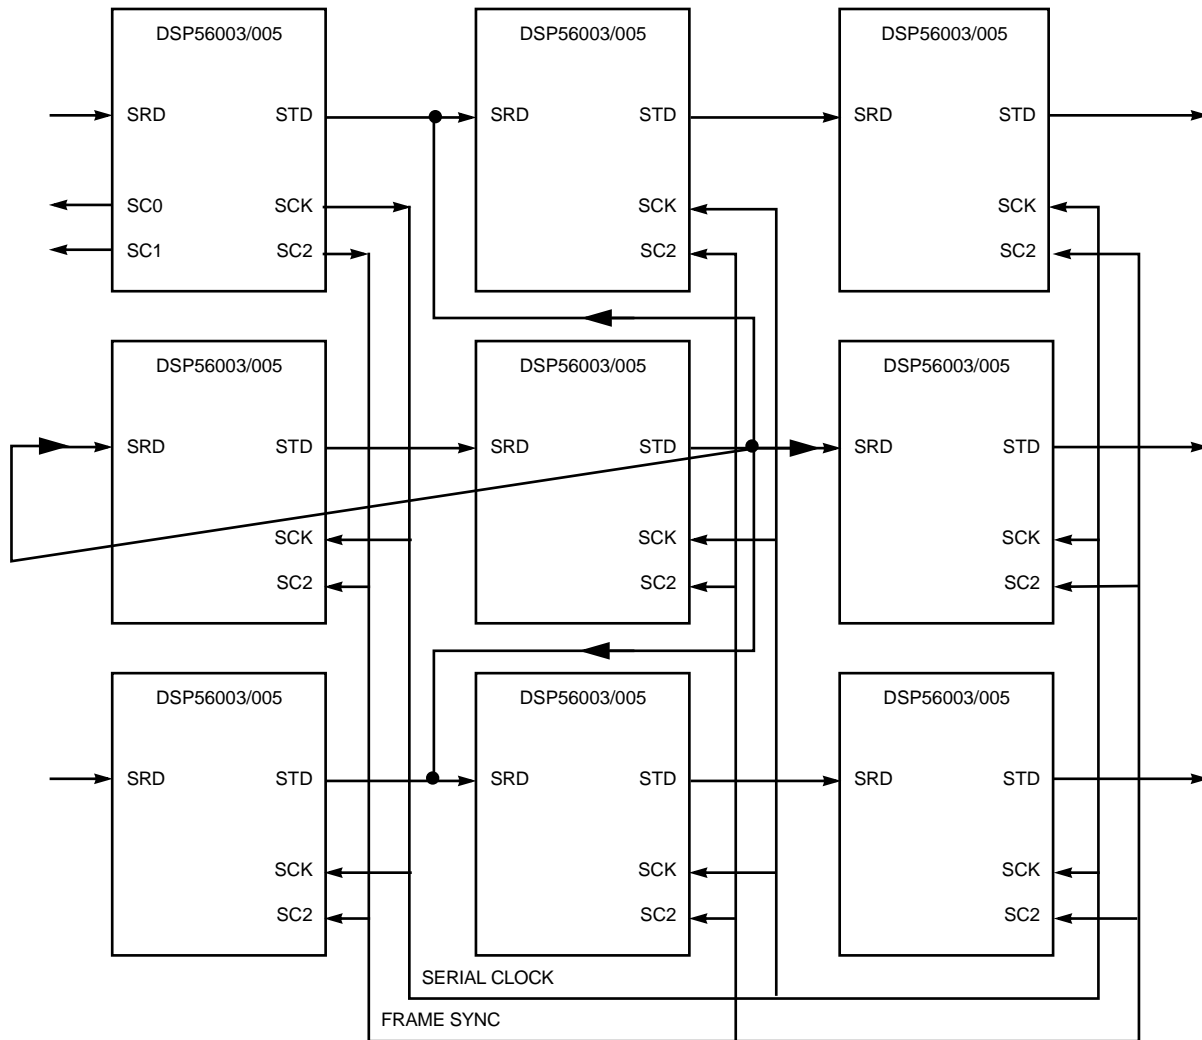 DSP56003/005
DSP56003/005
DSP56003/005
SRD STD
SRD STD
SRD STD
SC0 SCK
SCK
SCK
SC1 SC2
SC2
SC2
DSP56003/005
DSP56003/005
DSP56003/005
SRD STD
SRD STD
SRD STD
SCK
SCK
SCK
SC2
SC2
SC2
DSP56003/005
DSP56003/005
DSP56003/005
SRD STD
SRD STD
SRD STD
SCK
SCK
SCK
SC2
SC2
SC2
SERIAL CLOCK
FRAME SYNC